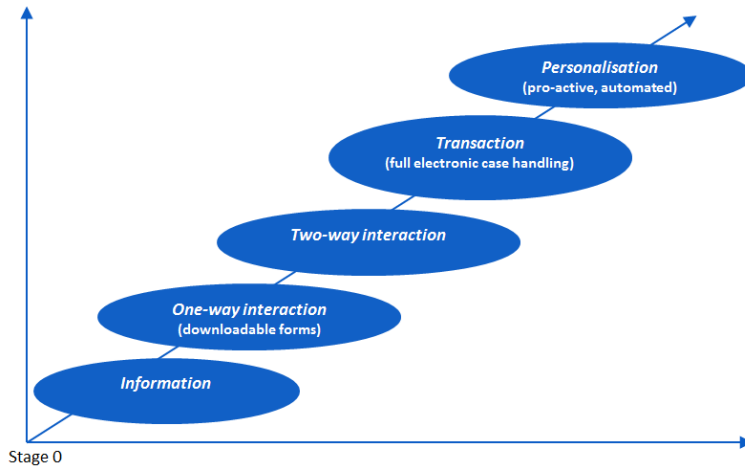 Personalisation
(pro-active, automated)
Transaction
(full electronic case handling)
Two-way interaction
One-way interaction
(downloadable forms)
Information
Stage 0